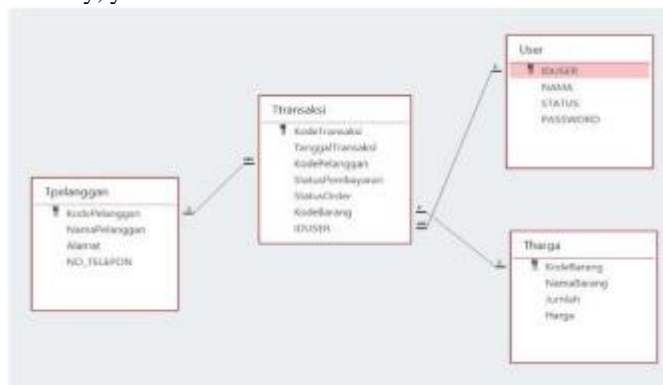 Tpelanggan
KodePelanggan
NamaPelanggan
Alamat
NO_TELEPON
Ttransaksi
KodeTransaksi
TanggalTransaksi
KodePelanggan
StatusPembayaran
StatusOrder
KodeBarang
IDUSER
User
IDUSER
NAMA
STATUS
PASSWORD
Tharga
KodeBarang
NamaBarang
Jumlah
Harga